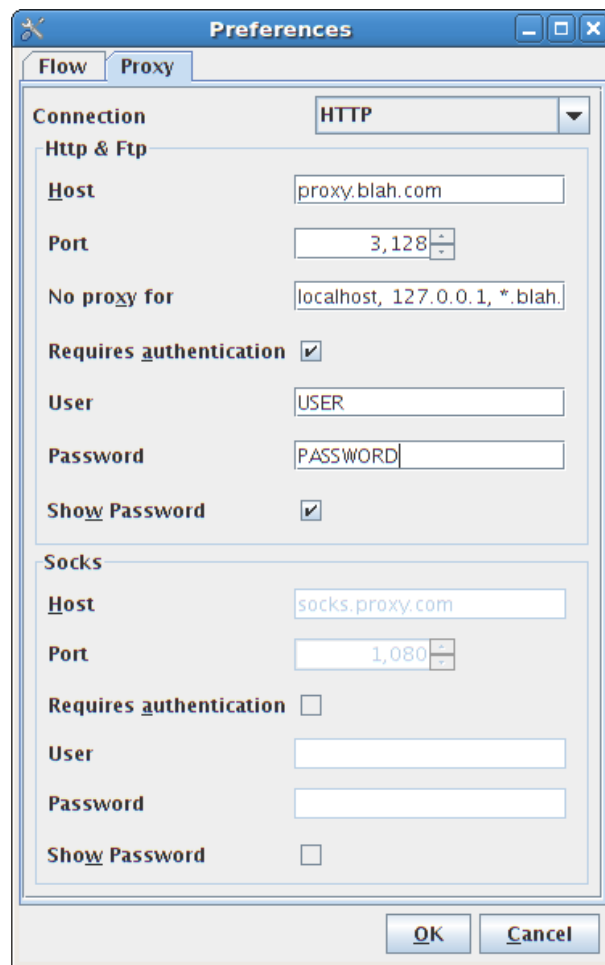 Preferences
Flow Proxy
Connection HTTP
Http & Ftp
Host proxy.blah.com
Port 3,128
No proxy for localhost, 127.0.0.1, *.blah.
Requires authentication
User USER
Password PASSWORD
Show Password
Socks
Host socks.proxy.com
Port 1,080
Requires authentication
User
Password
Show Password
OK Cancel